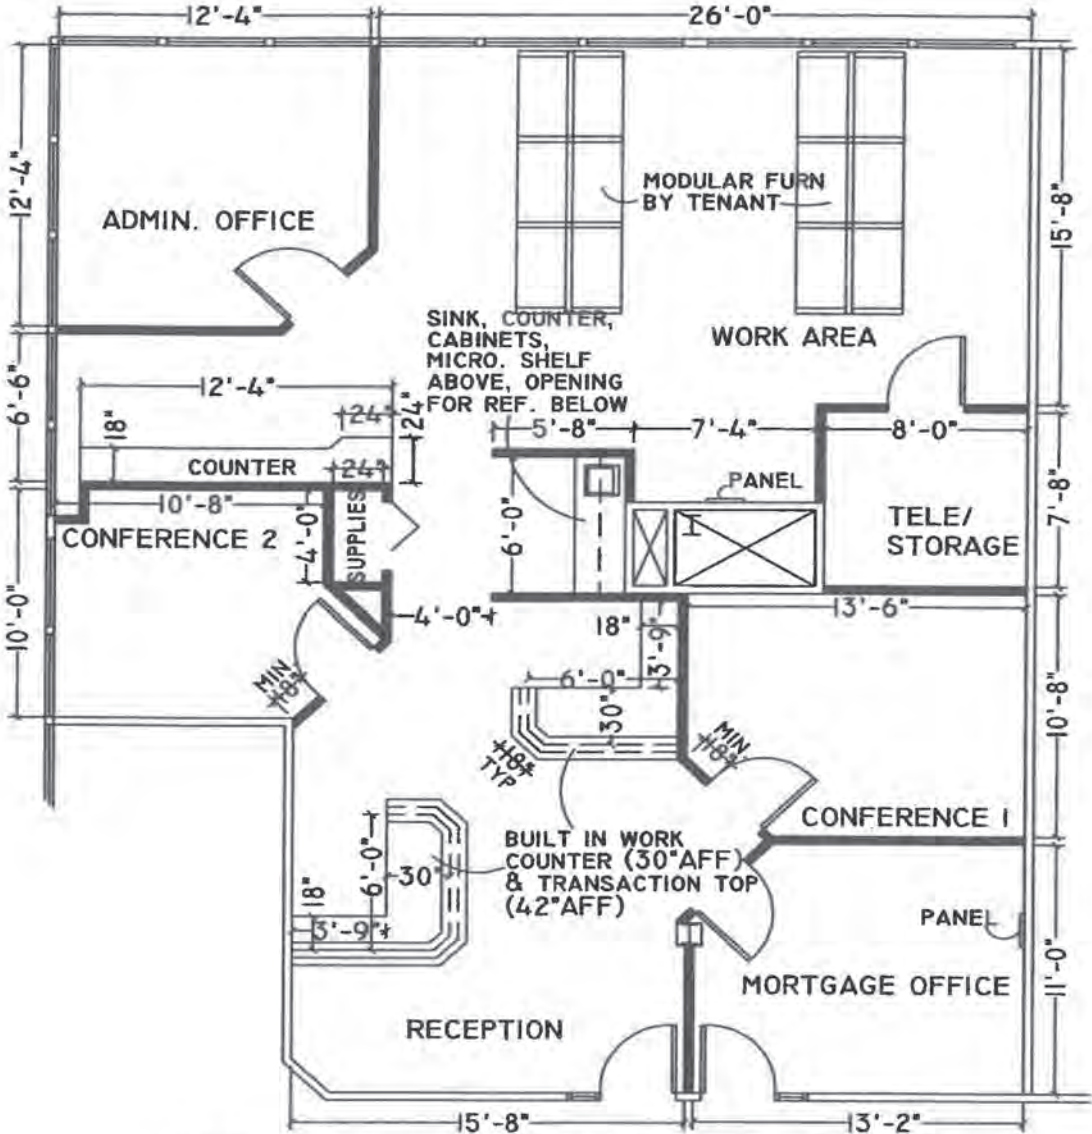 12'-4"
26'-0"
12'-4"
ADMIN. OFFICE
MODULAR FURN
BY TENANT
15'-8"
SINK, COUNTER,
CABINETS,
MICRO. SHELF
ABOVE, OPENING
FOR REF. BELOW
WORK AREA
6'-6"
12'-4"
24"
24"
18"
5'-8"
7'-4"
8'-0"
COUNTER
24"
10'-8"
PANEL
CONFERENCE 2
4'-0"
SUPPLIES
6'-0"
TELE/
STORAGE
7'-8"
10'-0"
4'-0"
18"
3'-9"
13'-6"
MIN
18"
6'-0"
30"
10'-8"
18"
TYP
MIN
18"
CONFERENCE 1
BUILT IN WORK
COUNTER (30"AFF)
& TRANSACTION TOP
(42"AFF)
6'-0"
30"
18"
3'-9"
PANEL
MORTGAGE OFFICE
11'-0"
RECEPTION
15'-8"
13'-2"